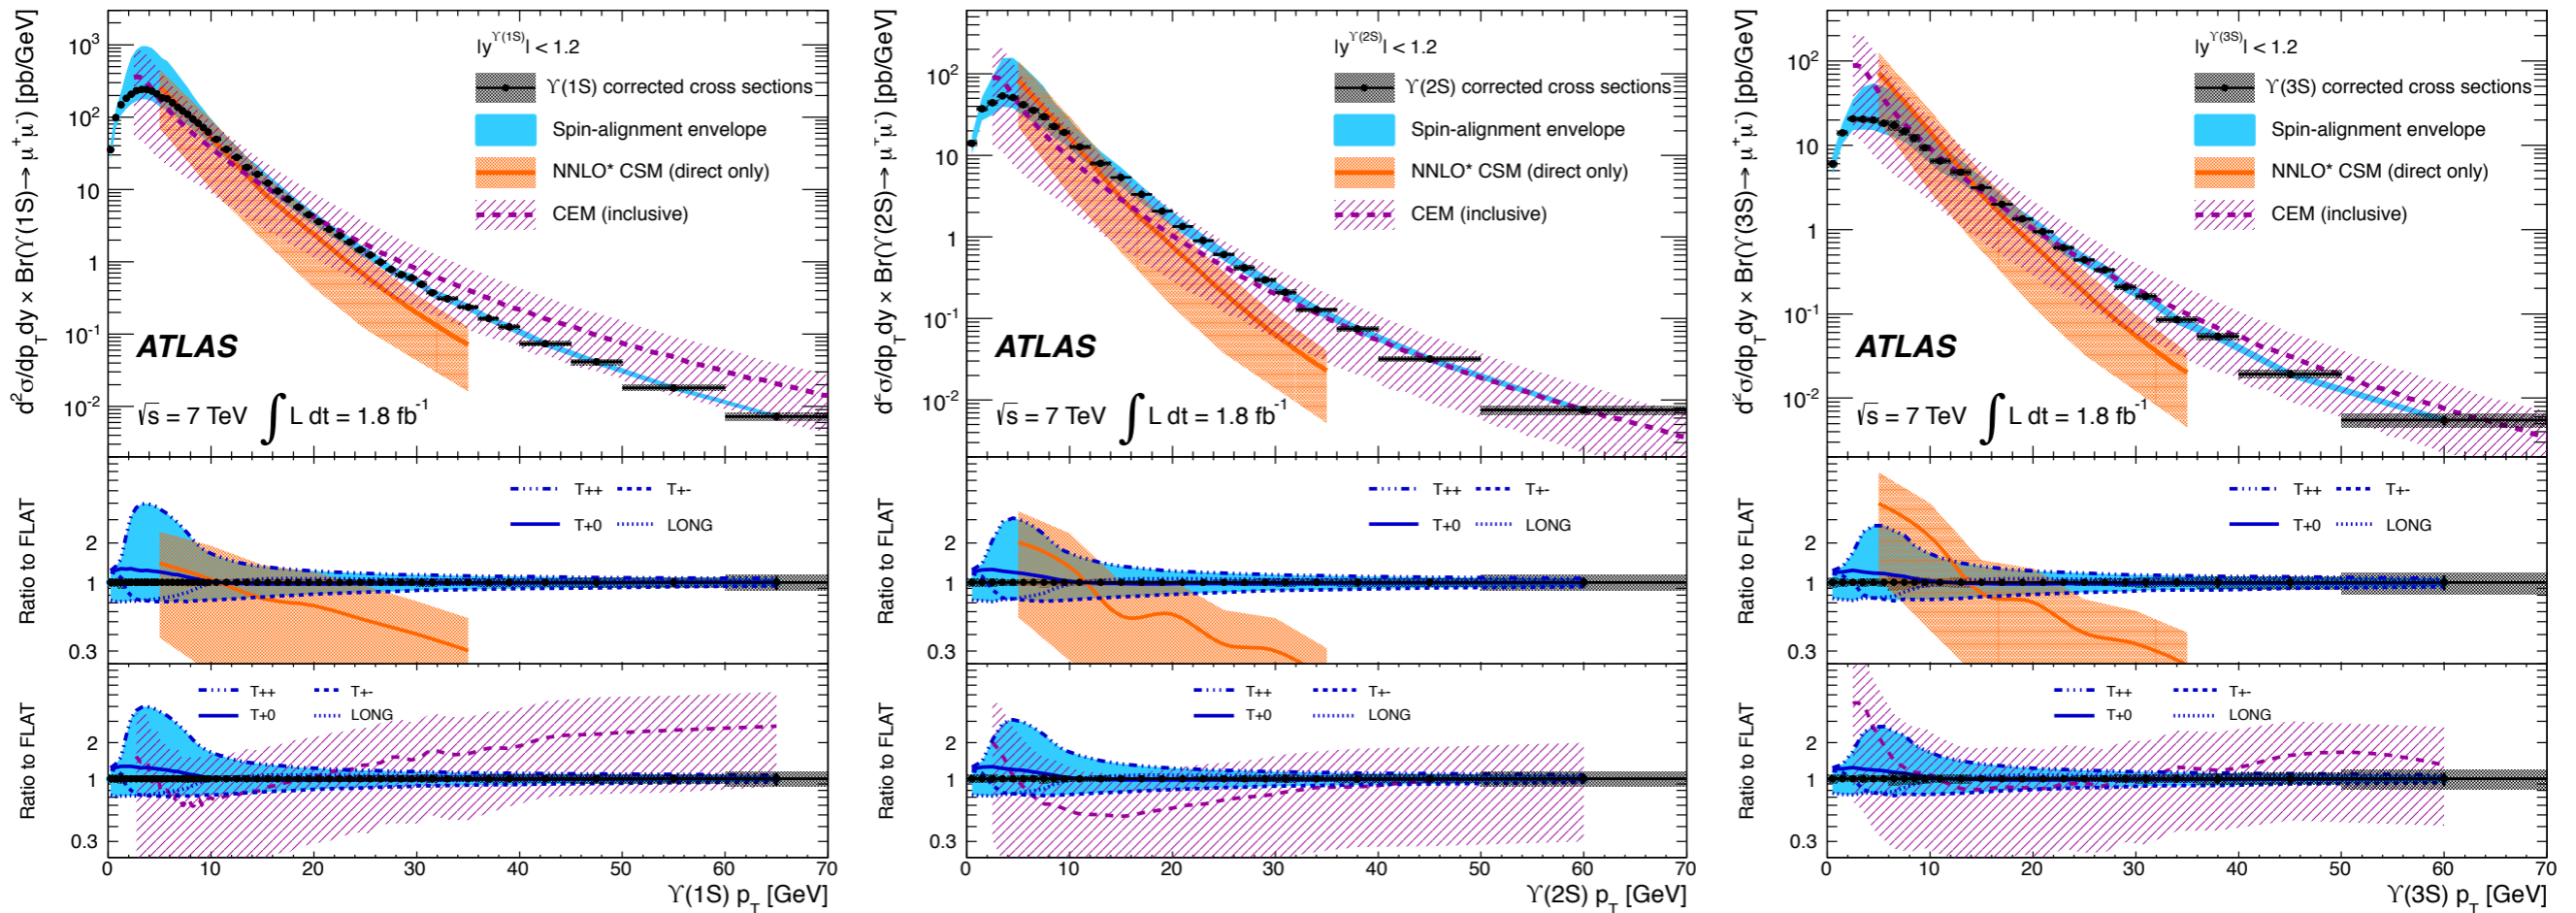 d²σ/dp_T dy × Br(ϒ(1S)→ μ⁺μ⁻) [pb/GeV]
10³
10²
10
1
10⁻¹
10⁻²
|y^ϒ(1S)| < 1.2
ϒ(1S) corrected cross sections
Spin-alignment envelope
NNLO* CSM (direct only)
CEM (inclusive)
ATLAS
√s = 7 TeV ∫ L dt = 1.8 fb⁻¹
Ratio to FLAT
2
1
0.3
T++ T+-
T+0 LONG
Ratio to FLAT
2
1
0.3
T++ T+-
T+0 LONG
0 10 20 30 40 50 60 70
ϒ(1S) p_T [GeV]
d²σ/dp_T dy × Br(ϒ(2S)→ μ⁺μ⁻) [pb/GeV]
10²
10
1
10⁻¹
10⁻²
|y^ϒ(2S)| < 1.2
ϒ(2S) corrected cross sections
Spin-alignment envelope
NNLO* CSM (direct only)
CEM (inclusive)
ATLAS
√s = 7 TeV ∫ L dt = 1.8 fb⁻¹
Ratio to FLAT
2
1
0.3
T++ T+-
T+0 LONG
Ratio to FLAT
2
1
0.3
T++ T+-
T+0 LONG
0 10 20 30 40 50 60 70
ϒ(2S) p_T [GeV]
d²σ/dp_T dy × Br(ϒ(3S)→ μ⁺μ⁻) [pb/GeV]
10²
10
1
10⁻¹
10⁻²
|y^ϒ(3S)| < 1.2
ϒ(3S) corrected cross sections
Spin-alignment envelope
NNLO* CSM (direct only)
CEM (inclusive)
ATLAS
√s = 7 TeV ∫ L dt = 1.8 fb⁻¹
Ratio to FLAT
2
1
0.3
T++ T+-
T+0 LONG
Ratio to FLAT
2
1
0.3
T++ T+-
T+0 LONG
0 10 20 30 40 50 60 70
ϒ(3S) p_T [GeV]